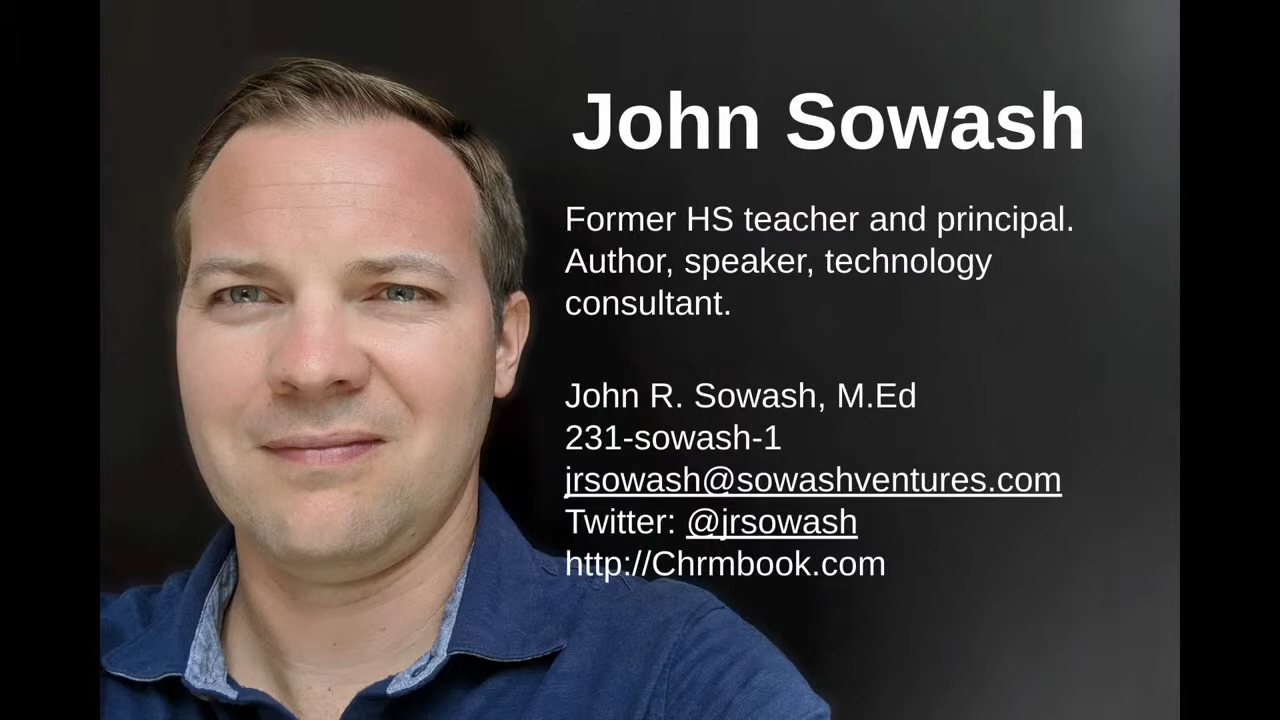 John Sowash
Former HS teacher and principal.
Author, speaker, technology
consultant.
John R. Sowash, M.Ed
231-sowash-1
jrsowash@sowashventures.com
Twitter: @jrsowash
http://Chrmbook.com